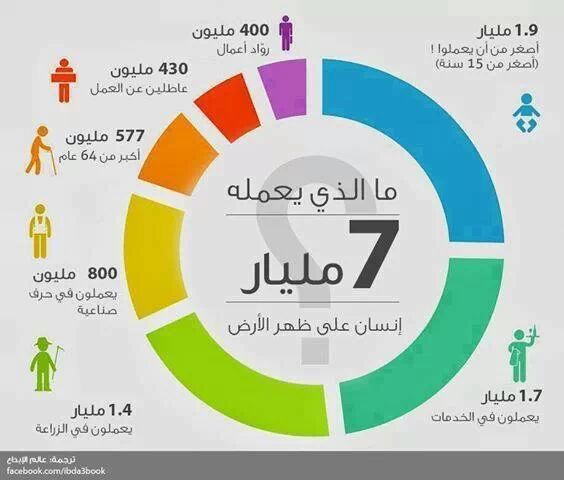 ما الذي يعمله
7 مليار
إنسان على ظهر الأرض
1.9 مليار
أصغر من أن يعملوا! !
(أصغر من 15 سنة)
1.7 مليار
يعملون في الخدمات
1.4 مليار
يعملون في الزراعة
800 مليون
يعملون في حرف
صناعية
577 مليون
أكبر من 64 عام
430 مليون
عاطلين عن العمل
400 مليون
روّاد أعمال
?
ترجمة: عالم الإبداع
facebook.com/ibda3book